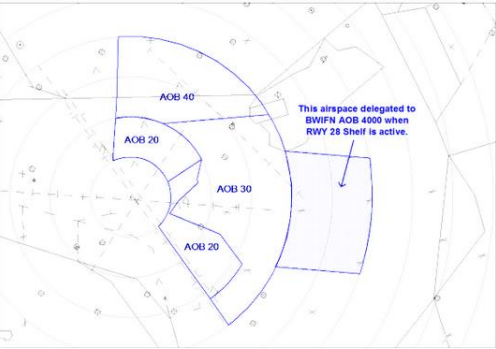 AOB 40
This airspace delegated to
BWIFN AOB 4000 when
RWY 28 Shelf is active.
AOB 20
AOB 30
AOB 20